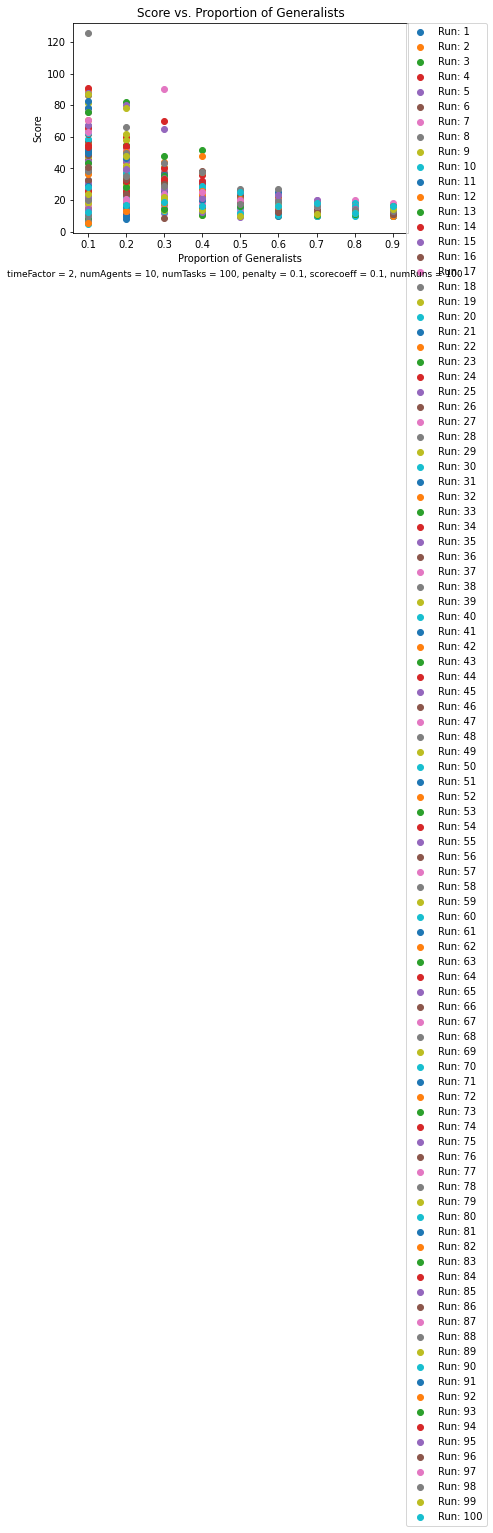 Score vs. Proportion of Generalists
120
100
80
60
40
20
0
Score
0.1 0.2 0.3 0.4 0.5 0.6 0.7 0.8 0.9
Proportion of Generalists
timeFactor = 2, numAgents = 10, numTasks = 100, penalty = 0.1, scorecoeff = 0.1, numRuns = 100
Run: 1
Run: 2
Run: 3
Run: 4
Run: 5
Run: 6
Run: 7
Run: 8
Run: 9
Run: 10
Run: 11
Run: 12
Run: 13
Run: 14
Run: 15
Run: 16
Run: 17
Run: 18
Run: 19
Run: 20
Run: 21
Run: 22
Run: 23
Run: 24
Run: 25
Run: 26
Run: 27
Run: 28
Run: 29
Run: 30
Run: 31
Run: 32
Run: 33
Run: 34
Run: 35
Run: 36
Run: 37
Run: 38
Run: 39
Run: 40
Run: 41
Run: 42
Run: 43
Run: 44
Run: 45
Run: 46
Run: 47
Run: 48
Run: 49
Run: 50
Run: 51
Run: 52
Run: 53
Run: 54
Run: 55
Run: 56
Run: 57
Run: 58
Run: 59
Run: 60
Run: 61
Run: 62
Run: 63
Run: 64
Run: 65
Run: 66
Run: 67
Run: 68
Run: 69
Run: 70
Run: 71
Run: 72
Run: 73
Run: 74
Run: 75
Run: 76
Run: 77
Run: 78
Run: 79
Run: 80
Run: 81
Run: 82
Run: 83
Run: 84
Run: 85
Run: 86
Run: 87
Run: 88
Run: 89
Run: 90
Run: 91
Run: 92
Run: 93
Run: 94
Run: 95
Run: 96
Run: 97
Run: 98
Run: 99
Run: 100